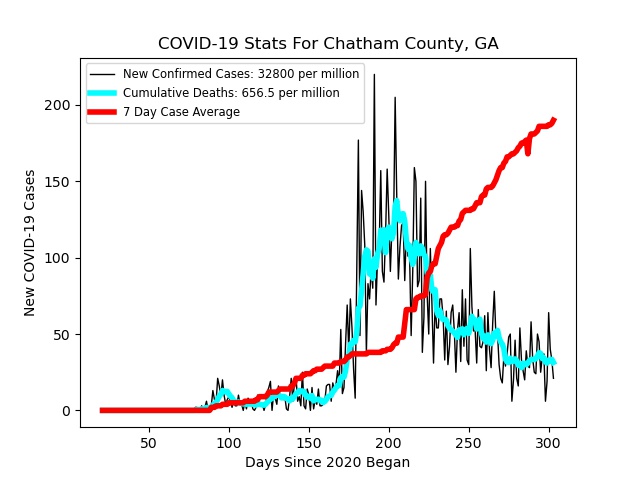 COVID-19 Stats For Chatham County, GA
New Confirmed Cases: 32800 per million
Cumulative Deaths: 656.5 per million
7 Day Case Average
New COVID-19 Cases
200
150
100
50
0
50 100 150 200 250 300
Days Since 2020 Began